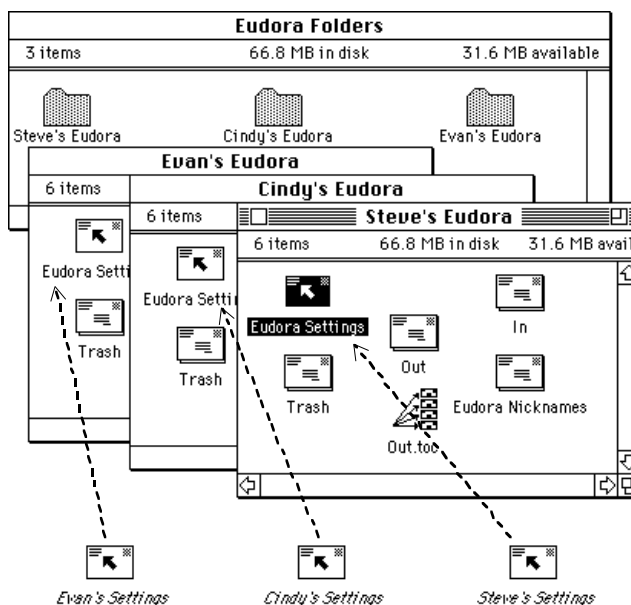 Eudora Folders
3 items 66.8 MB in disk 31.6 MB available
Steve's Eudora Cindy's Eudora Evan's Eudora
Evan's Eudora
6 items
Eudora Setti
Trash
Cindy's Eudora
6 items
Eudora Settin
Trash
Steve's Eudora
6 items 66.8 MB in disk 31.6 MB avail
Eudora Settings
In
Out
Trash
Eudora Nicknames
Out.toc
Evan's Settings Cindy's Settings Steve's Settings